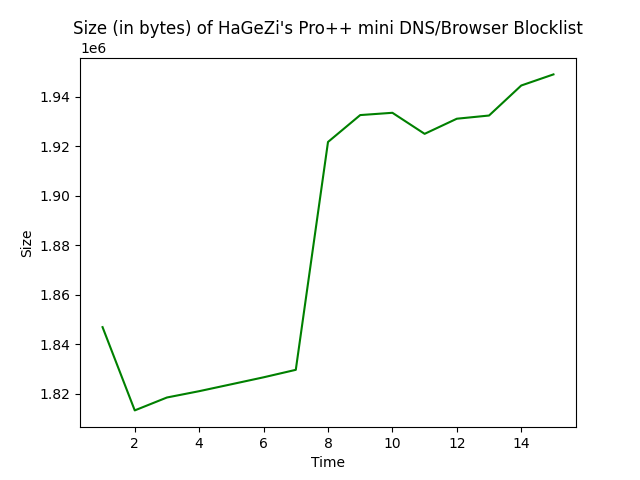 Size (in bytes) of HaGeZi's Pro++ mini DNS/Browser Blocklist
1e6
1.94
1.92
1.90
1.88
1.86
1.84
1.82
Size
2 4 6 8 10 12 14
Time